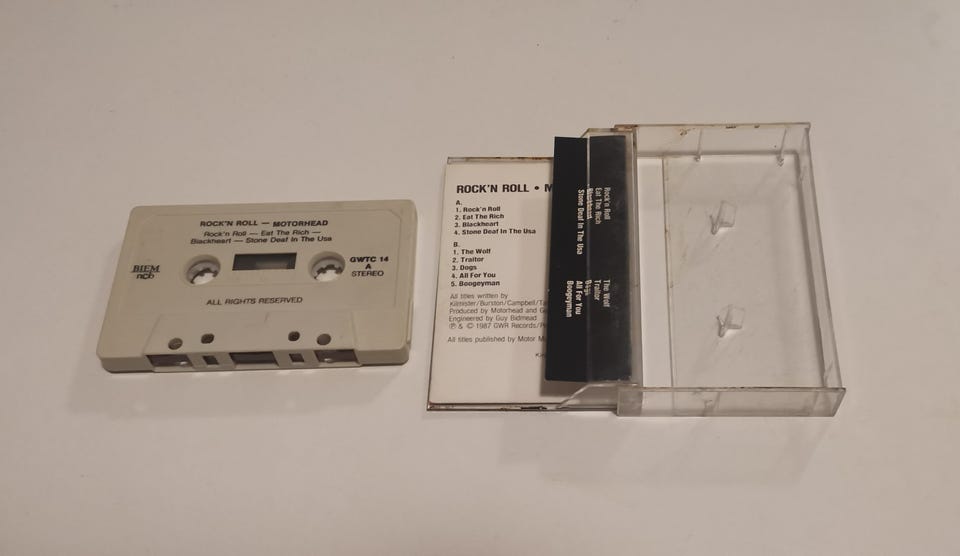 ROCK'N ROLL — MOTORHEAD
Rock'n Roll — Eat The Rich —
Blackheart — Stone Deaf In The Usa
BIEM
ncb
GWTC 14
A
STEREO
ALL RIGHTS RESERVED
ROCK'N ROLL • M
A.
1. Rock'n Roll
2. Eat The Rich
3. Blackheart
4. Stone Deaf In The Usa
B.
1. The Wolf
2. Traitor
3. Dogs
4. All For You
5. Boogeyman
All titles written by
Kilmister/Burston/Campbell/Ta
Produced by Motorhead and G
Engineered by Guy Bidmead
℗ & © 1987 GWR Records/
All titles published by Motor M
Rock'n Roll
Eat The Rich
Blackheart
Stone Deaf In The Usa
The Wolf
Traitor
Dogs
All For You
Boogeyman